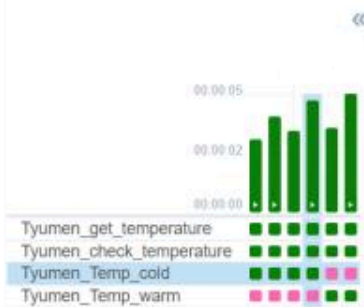 «
00:00:05
00:00:02
00:00:00
Tyumen_get_temperature
Tyumen_check_temperature
Tyumen_Temp_cold
Tyumen_Temp_warm